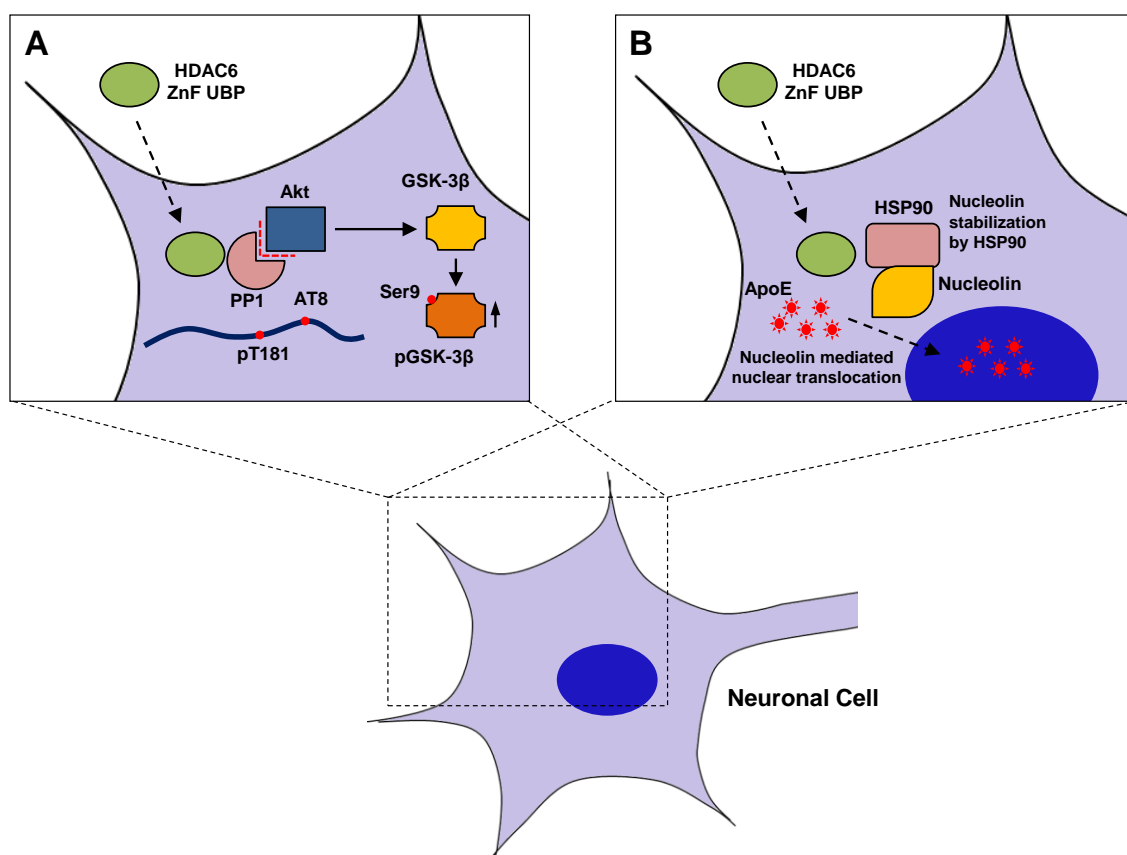 A
HDAC6
ZnF UBP
Akt
GSK-3β
PP1
Ser9
AT8
pT181
pGSK-3β
B
HDAC6
ZnF UBP
HSP90
Nucleolin
stabilization
by HSP90
Nucleolin
ApoE
Nucleolin mediated
nuclear translocation
Neuronal Cell